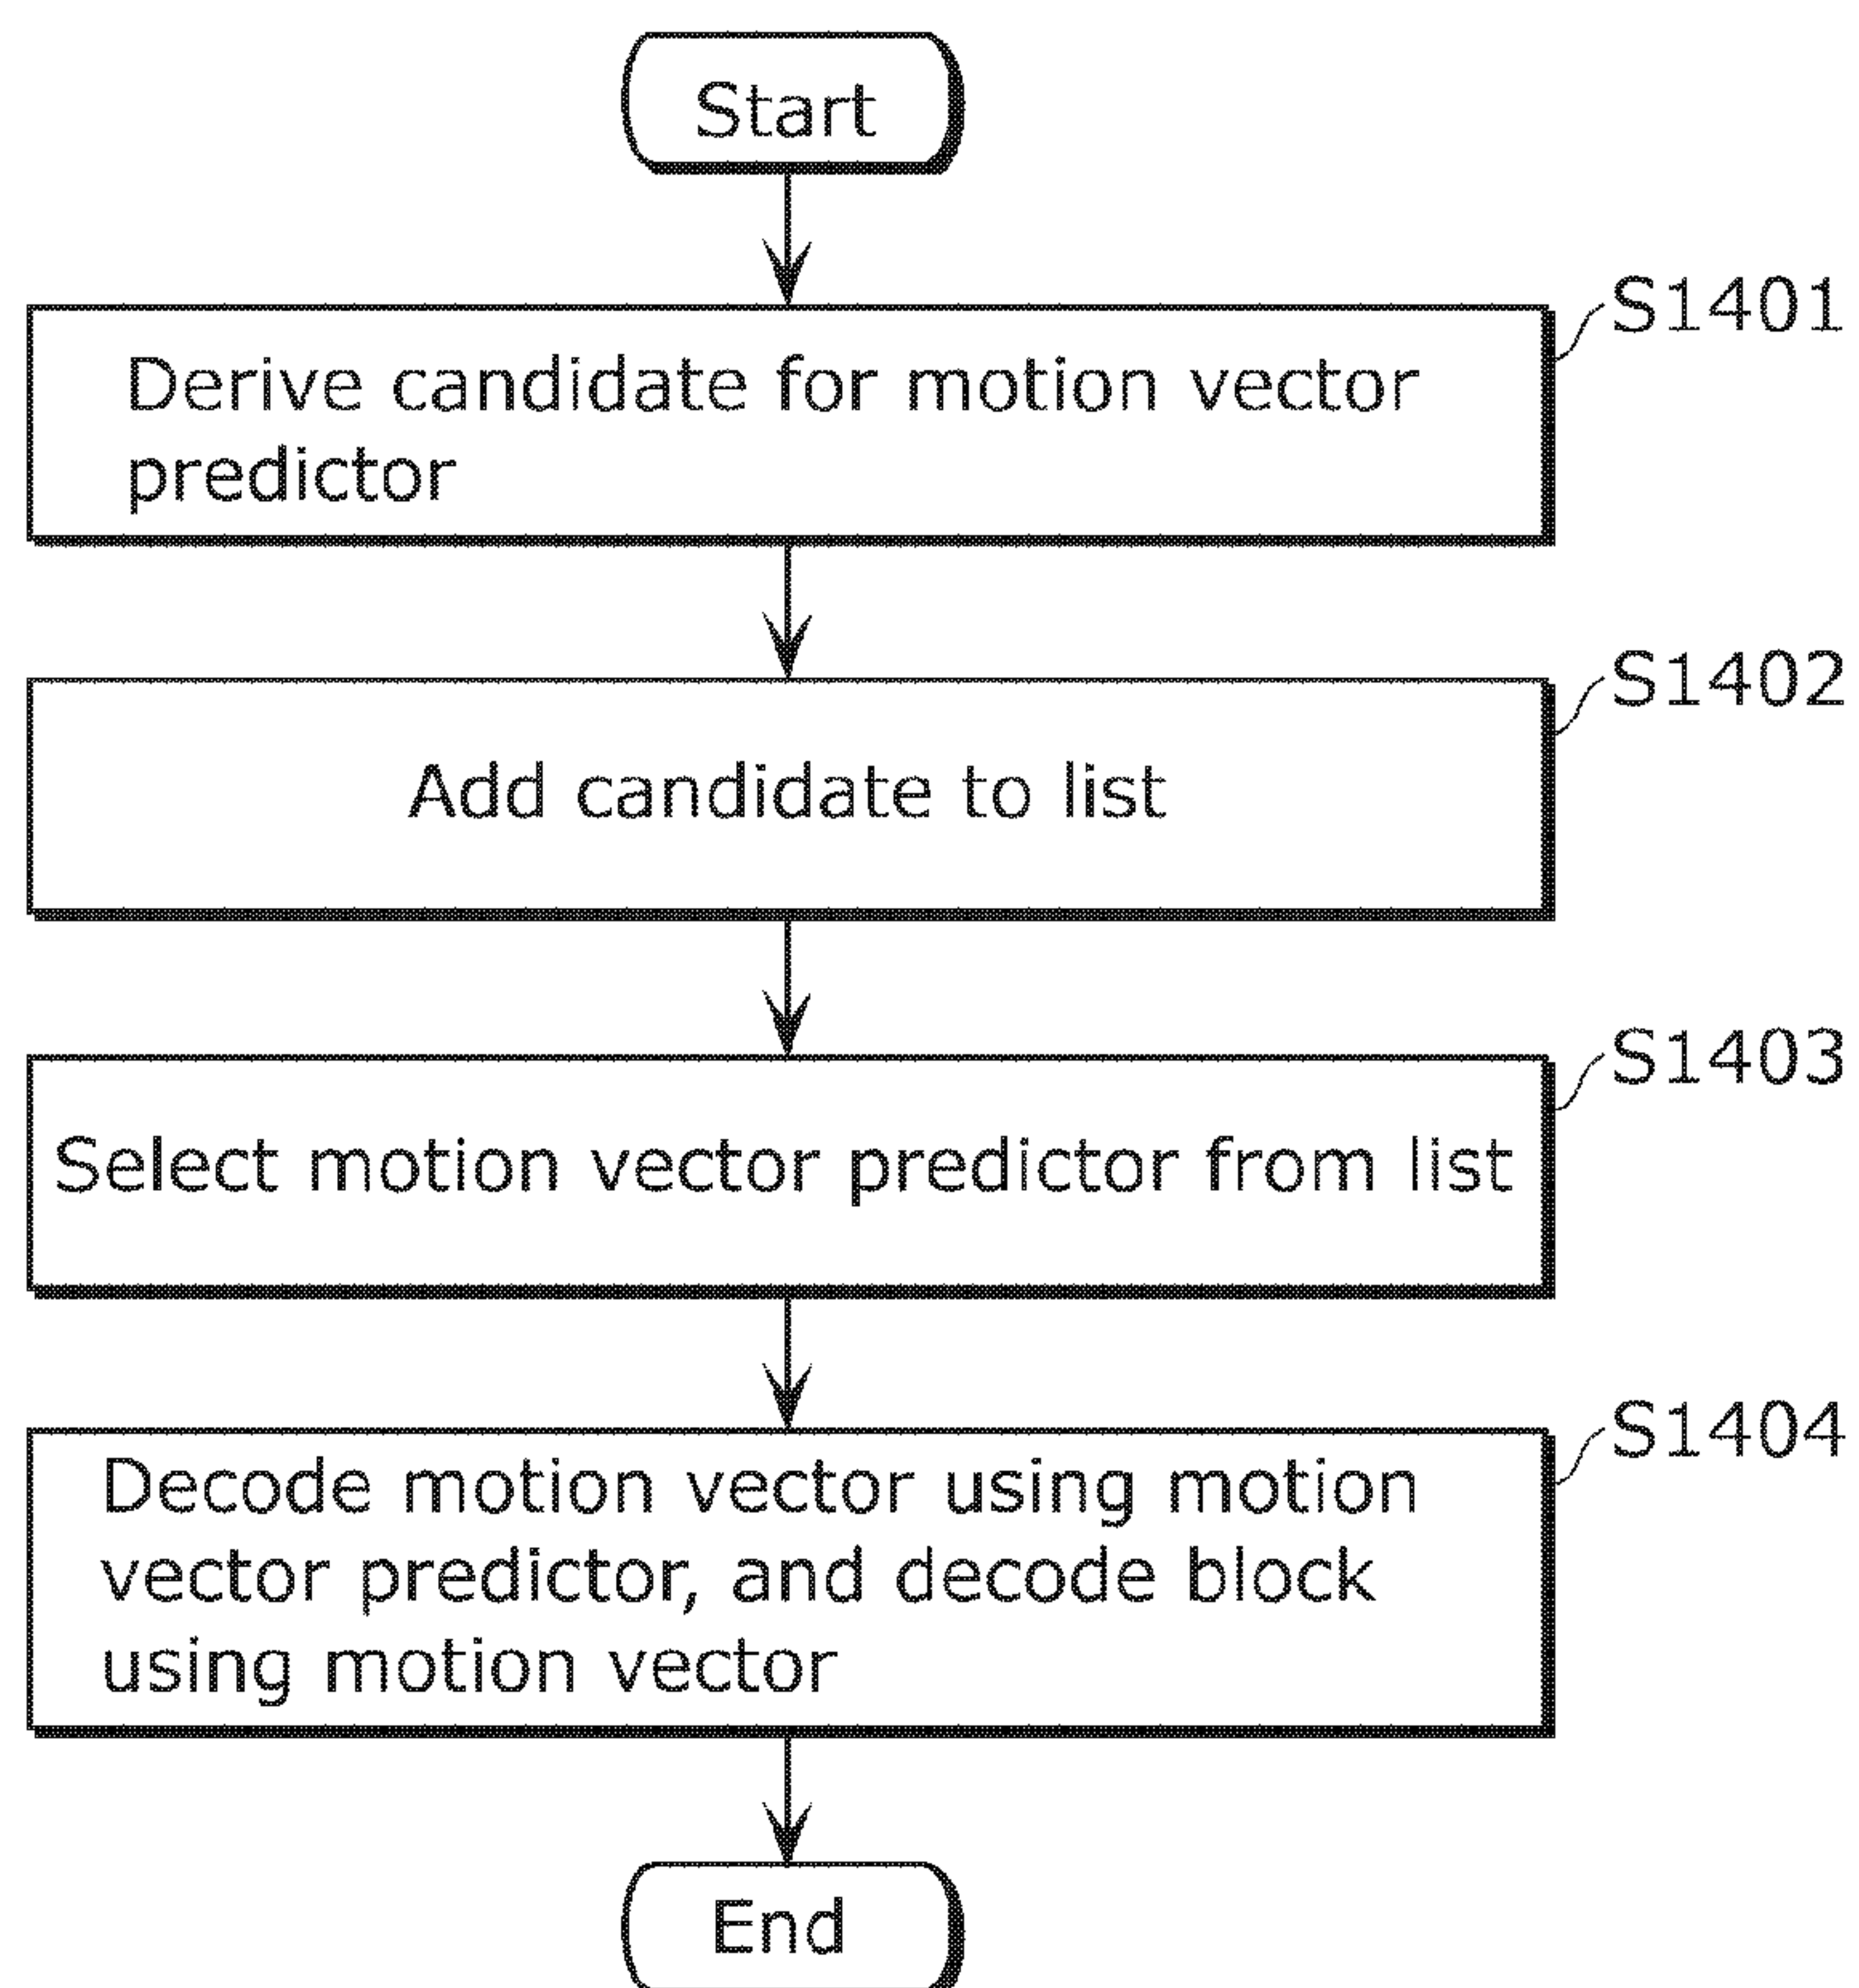 Start
S1401
Derive candidate for motion vector
predictor
S1402
Add candidate to list
S1403
Select motion vector predictor from list
S1404
Decode motion vector using motion
vector predictor, and decode block
using motion vector
End